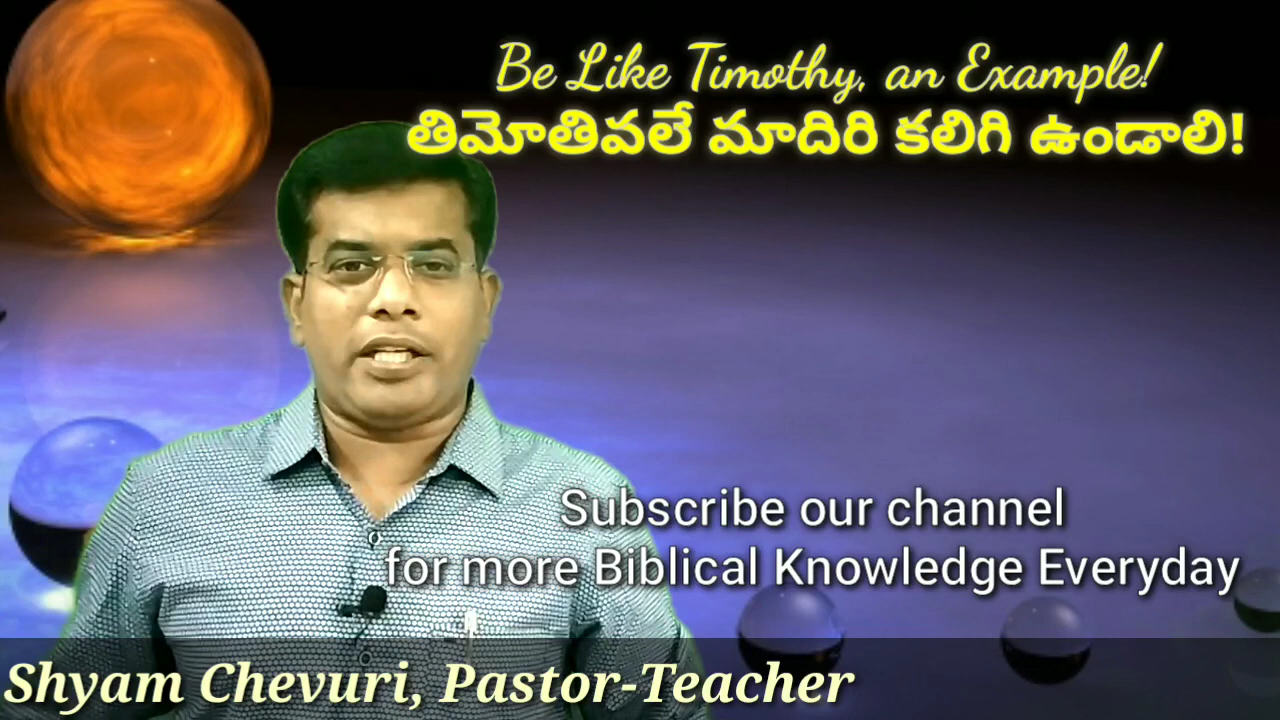 Be Like Timothy, an Example!
తిమోతివలే మాదిరి కలిగి ఉండాలి!
Subscribe our channel
for more Biblical Knowledge Everyday
Shyam Chevuri, Pastor-Teacher